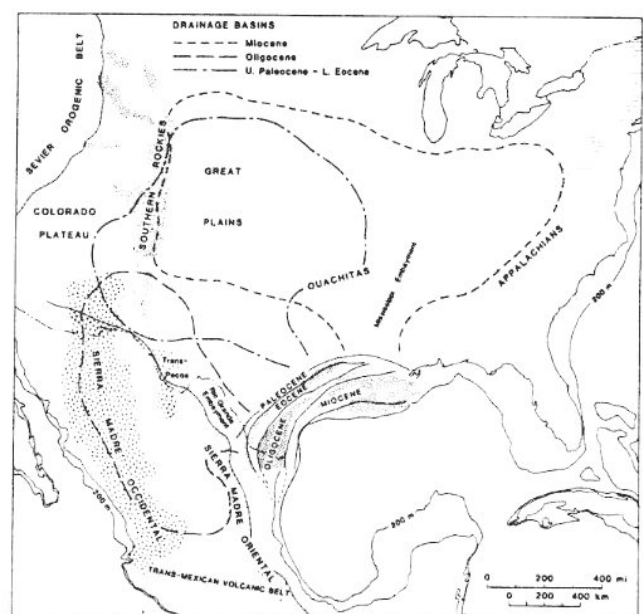 DRAINAGE BASINS
Miocene
Oligocene
U. Paleocene - L. Eocene
SEVIER OROGENIC BELT
SOUTHERN ROCKIES
GREAT
PLAINS
COLORADO
PLATEAU
OUACHITAS
Mississippi Embayment
APPALACHIANS
200 m
Trans-
Pecos
Rio Grande
Embayment
PALEOCENE
EOCENE
OLIGOCENE
MIOCENE
SIERRA MADRE OCCIDENTAL
SIERRA MADRE ORIENTAL
200 m
200 m
TRANS-MEXICAN VOLCANIC BELT
0 200 400 mi
0 200 400 km